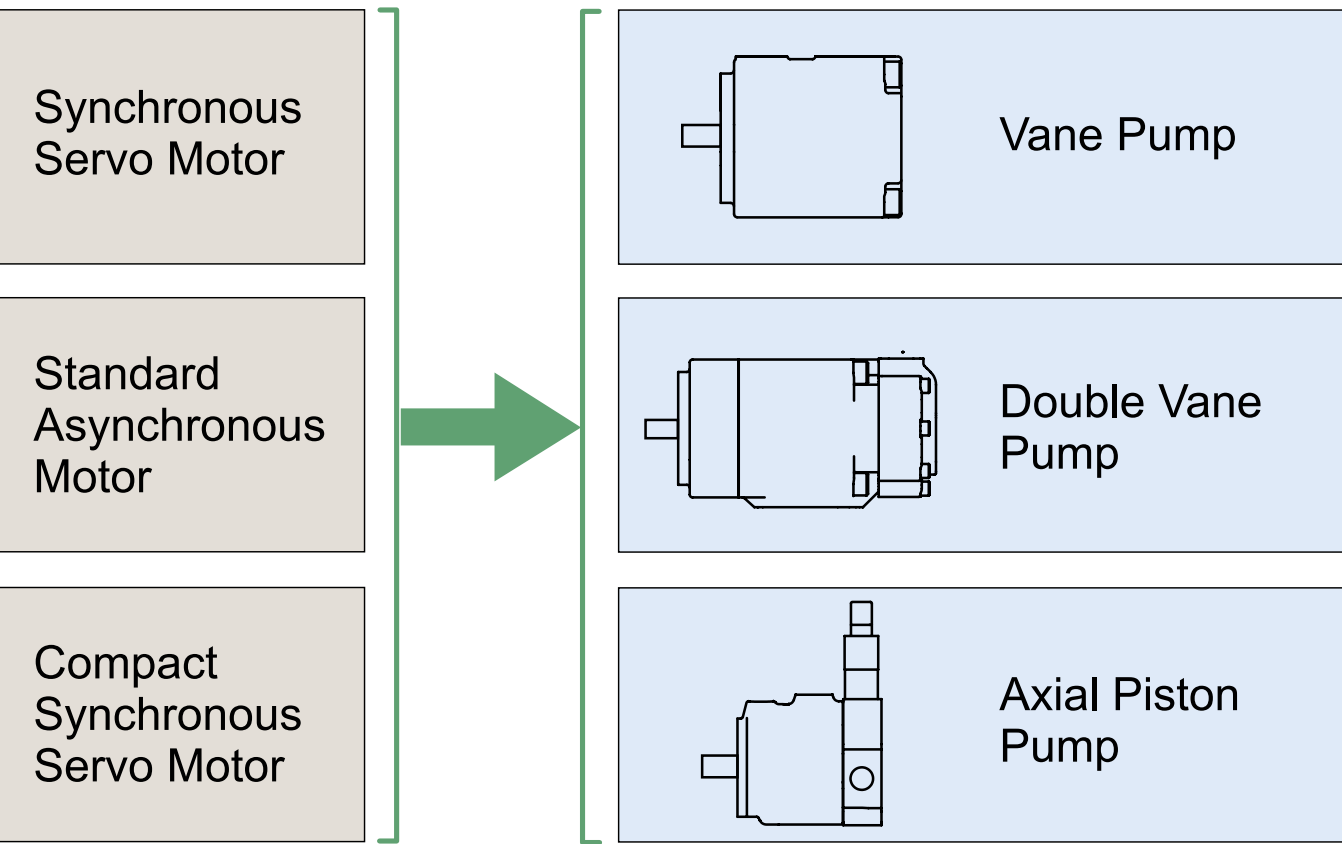 Synchronous
Servo Motor
Vane Pump
Standard
Asynchronous
Motor
Double Vane
Pump
Compact
Synchronous
Servo Motor
Axial Piston
Pump